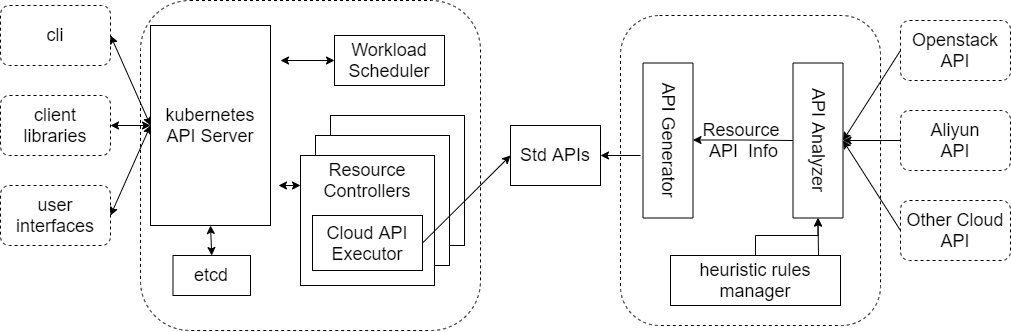 cli
client
libraries
user
interfaces
kubernetes
API Server
etcd
Workload
Scheduler
Resource
Controllers
Cloud API
Executor
Std APIs
API Generator
Resource
API Info
API Analyzer
heuristic rules
manager
Openstack
API
Aliyun
API
Other Cloud
API